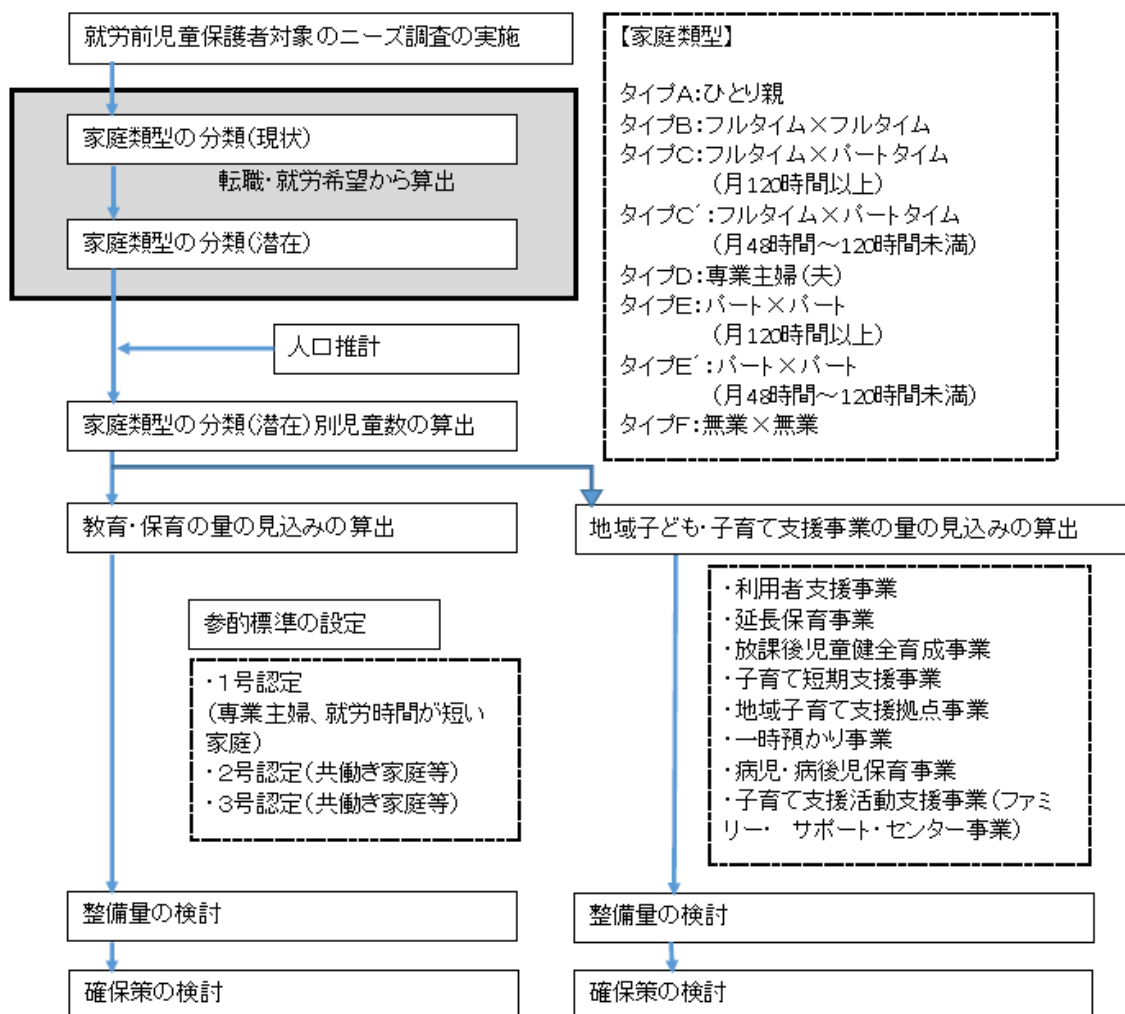 就労前児童保護者対象のニーズ調査の実施
家庭類型の分類(現状)
転職・就労希望から算出
家庭類型の分類(潜在)
人口推計
家庭類型の分類(潜在)別児童数の算出
【家庭類型】
タイプA:ひとり親
タイプB:フルタイム×フルタイム
タイプC:フルタイム×パートタイム
(月120時間以上)
タイプC´:フルタイム×パートタイム
(月48時間～120時間未満)
タイプD:専業主婦(夫)
タイプE:パート×パート
(月120時間以上)
タイプE´:パート×パート
(月48時間～120時間未満)
タイプF:無業×無業
教育・保育の量の見込みの算出
参酌標準の設定
・1号認定
(専業主婦、就労時間が短い
家庭)
・2号認定(共働き家庭等)
・3号認定(共働き家庭等)
整備量の検討
確保策の検討
地域子ども・子育て支援事業の量の見込みの算出
・利用者支援事業
・延長保育事業
・放課後児童健全育成事業
・子育て短期支援事業
・地域子育て支援拠点事業
・一時預かり事業
・病児・病後児保育事業
・子育て支援活動支援事業(ファミ
リー・ サポート・センター事業)
整備量の検討
確保策の検討